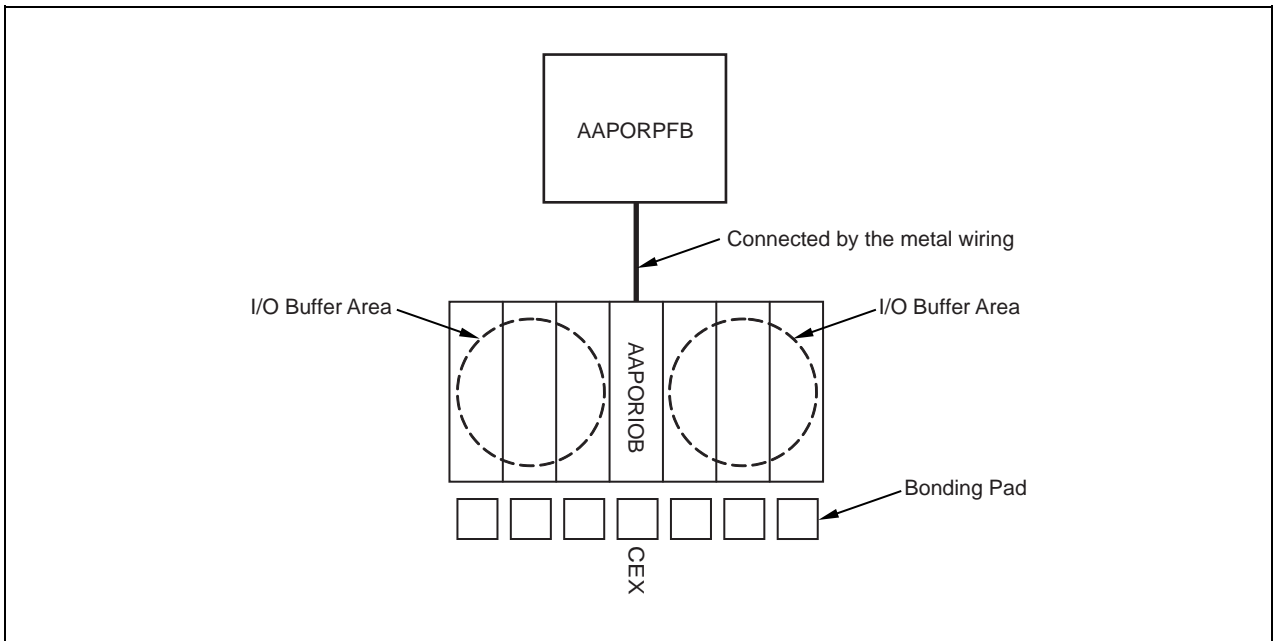 AAPORPFB
Connected by the metal wiring
I/O Buffer Area
I/O Buffer Area
AAPORIOB
Bonding Pad
CEX